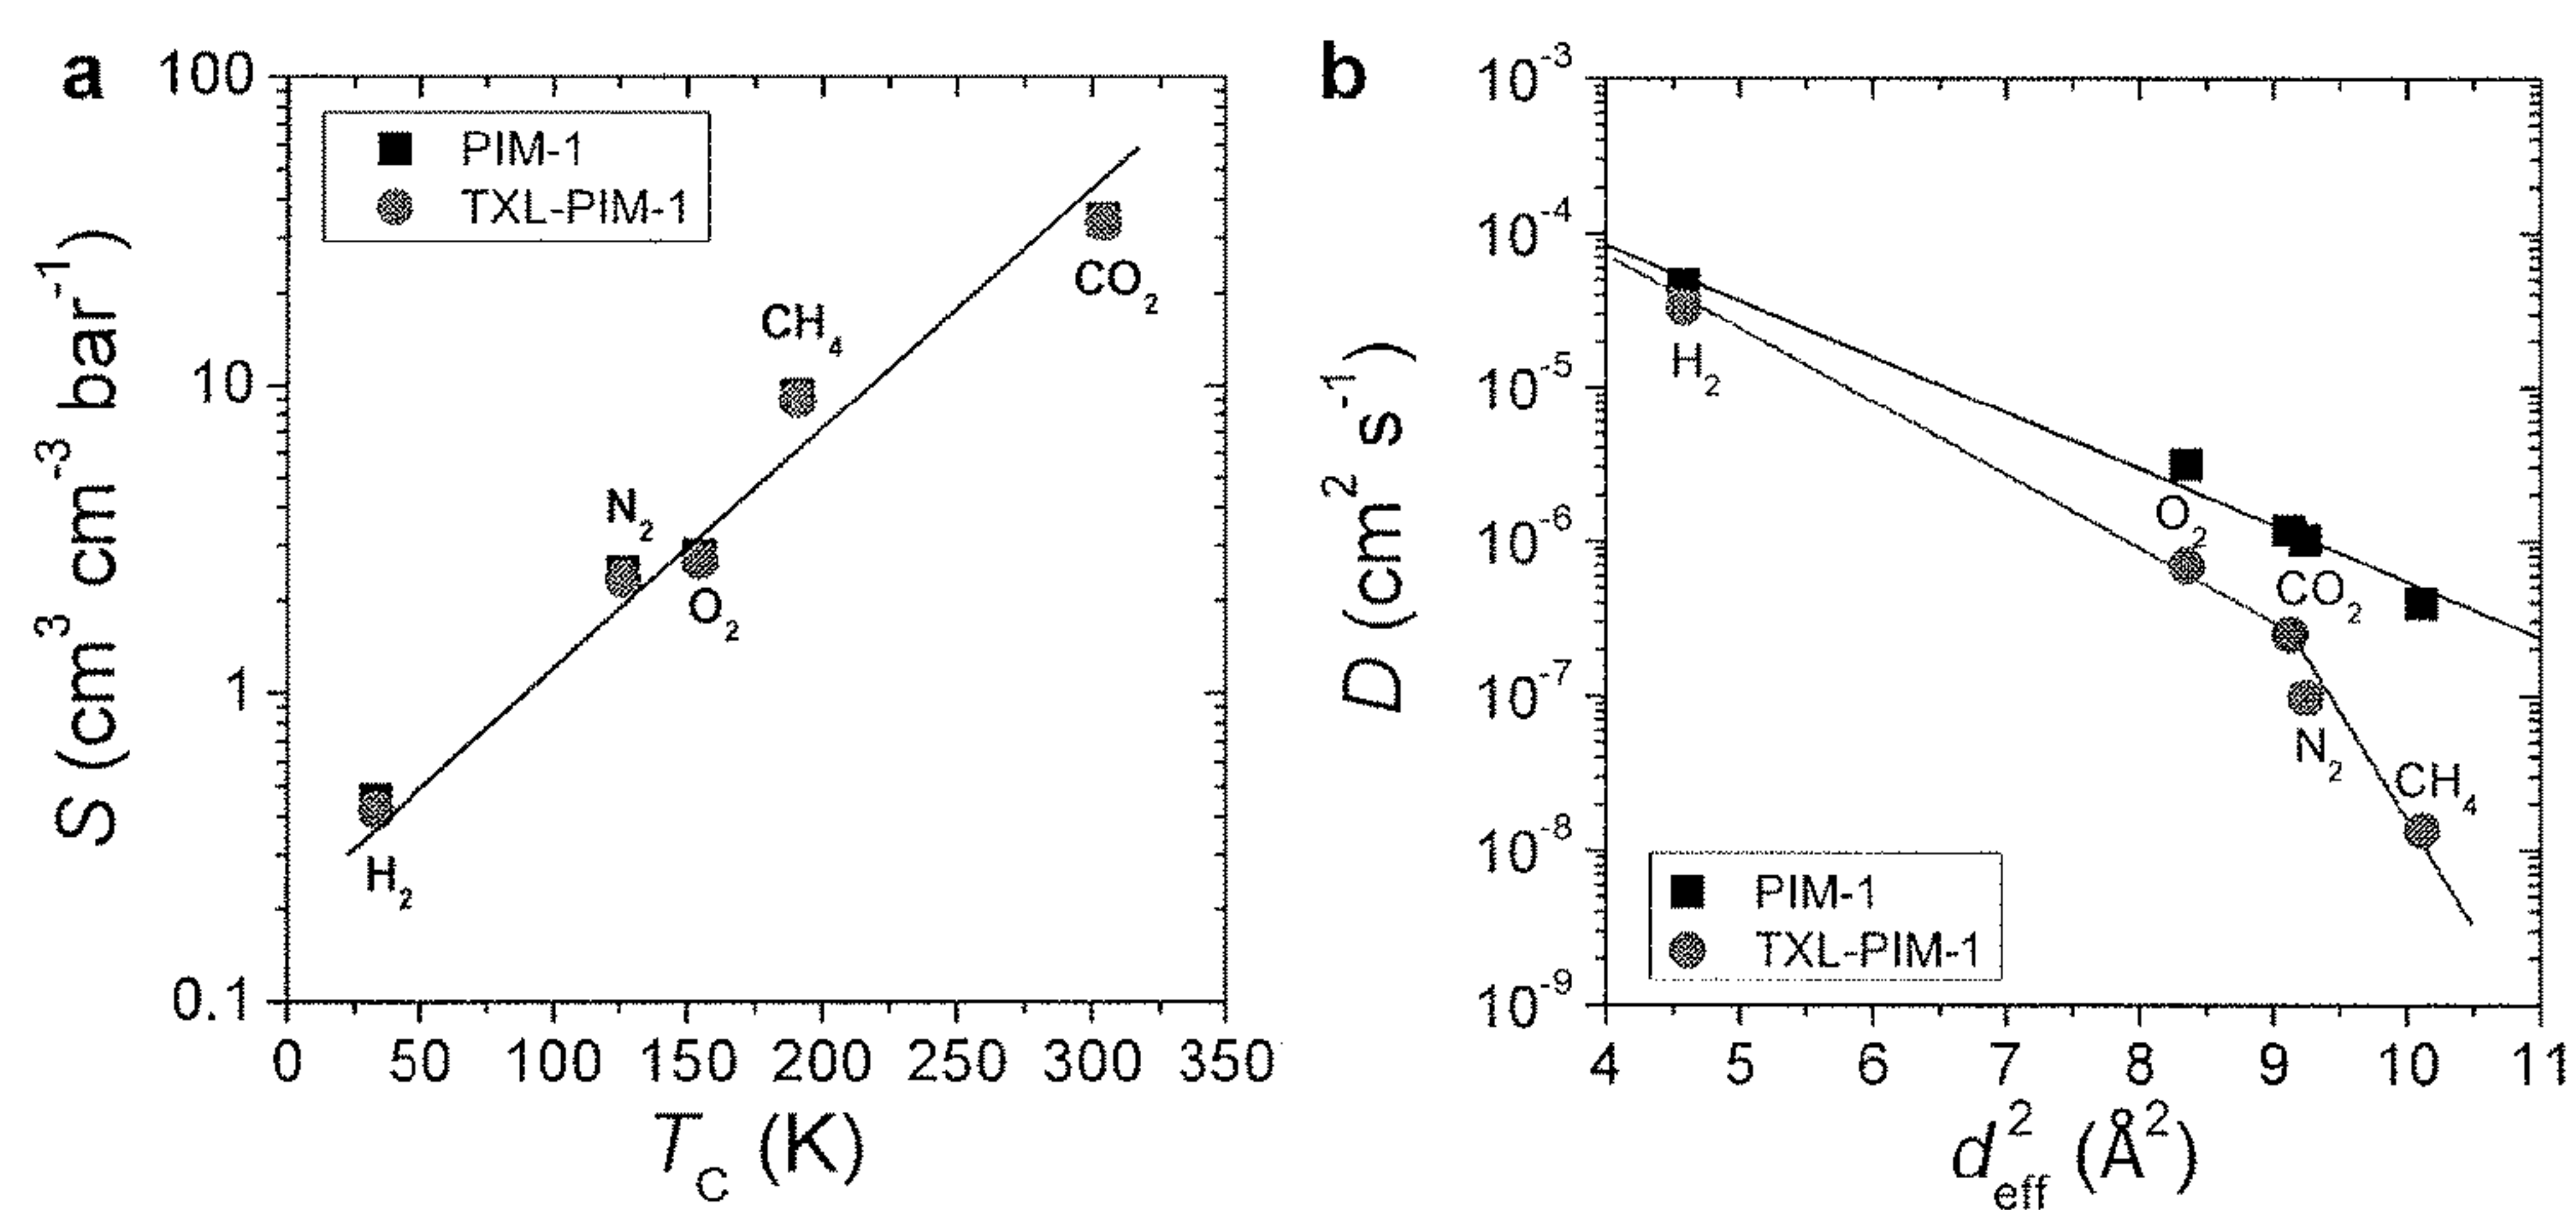 a
100
10
1
0.1
S (cm³ cm⁻³ bar⁻¹)
PIM-1
TXL-PIM-1
H₂
N₂
O₂
CH₄
CO₂
0 50 100 150 200 250 300 350
T_C (K)
b
10⁻³
10⁻⁴
10⁻⁵
10⁻⁶
10⁻⁷
10⁻⁸
10⁻⁹
D (cm² s⁻¹)
H₂
O₂
CO₂
N₂
CH₄
PIM-1
TXL-PIM-1
4 5 6 7 8 9 10 11
d²_eff (Å²)